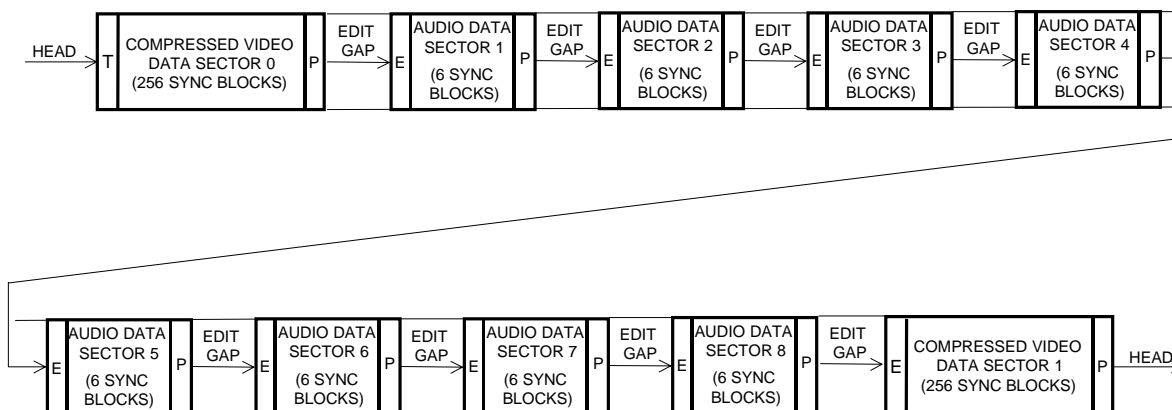 HEAD
T
COMPRESSED VIDEO
DATA SECTOR 0
(256 SYNC BLOCKS)
P
EDIT
GAP
E
AUDIO DATA
SECTOR 1
(6 SYNC
BLOCKS)
P
EDIT
GAP
E
AUDIO DATA
SECTOR 2
(6 SYNC
BLOCKS)
P
EDIT
GAP
E
AUDIO DATA
SECTOR 3
(6 SYNC
BLOCKS)
P
EDIT
GAP
E
AUDIO DATA
SECTOR 4
(6 SYNC
BLOCKS)
P
E
AUDIO DATA
SECTOR 5
(6 SYNC
BLOCKS)
P
EDIT
GAP
E
AUDIO DATA
SECTOR 6
(6 SYNC
BLOCKS)
P
EDIT
GAP
E
AUDIO DATA
SECTOR 7
(6 SYNC
BLOCKS)
P
EDIT
GAP
E
AUDIO DATA
SECTOR 8
(6 SYNC
BLOCKS)
P
EDIT
GAP
E
COMPRESSED VIDEO
DATA SECTOR 1
(256 SYNC BLOCKS)
P
HEAD